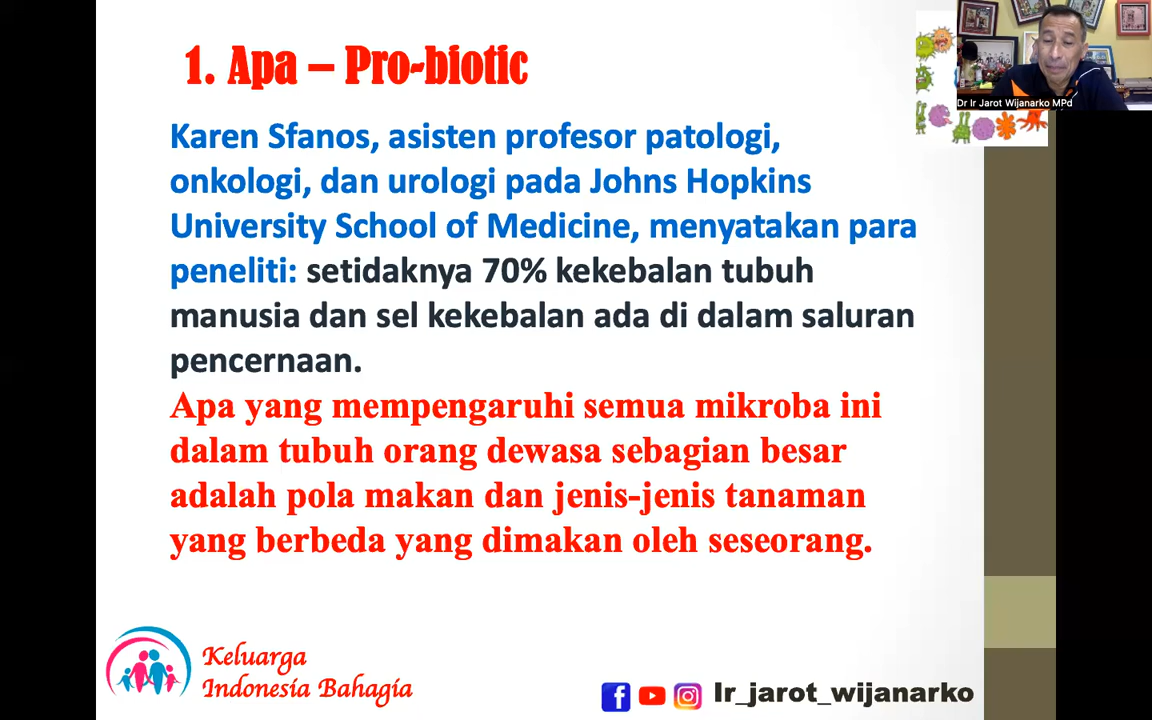 1. Apa – Pro-biotic
Dr Ir Jarot Wijanarko MPd
Karen Sfanos, asisten profesor patologi,
onkologi, dan urologi pada Johns Hopkins
University School of Medicine, menyatakan para
peneliti: setidaknya 70% kekebalan tubuh
manusia dan sel kekebalan ada di dalam saluran
pencernaan.
Apa yang mempengaruhi semua mikroba ini
dalam tubuh orang dewasa sebagian besar
adalah pola makan dan jenis-jenis tanaman
yang berbeda yang dimakan oleh seseorang.
Keluarga
Indonesia Bahagia
Ir_jarot_wijanarko